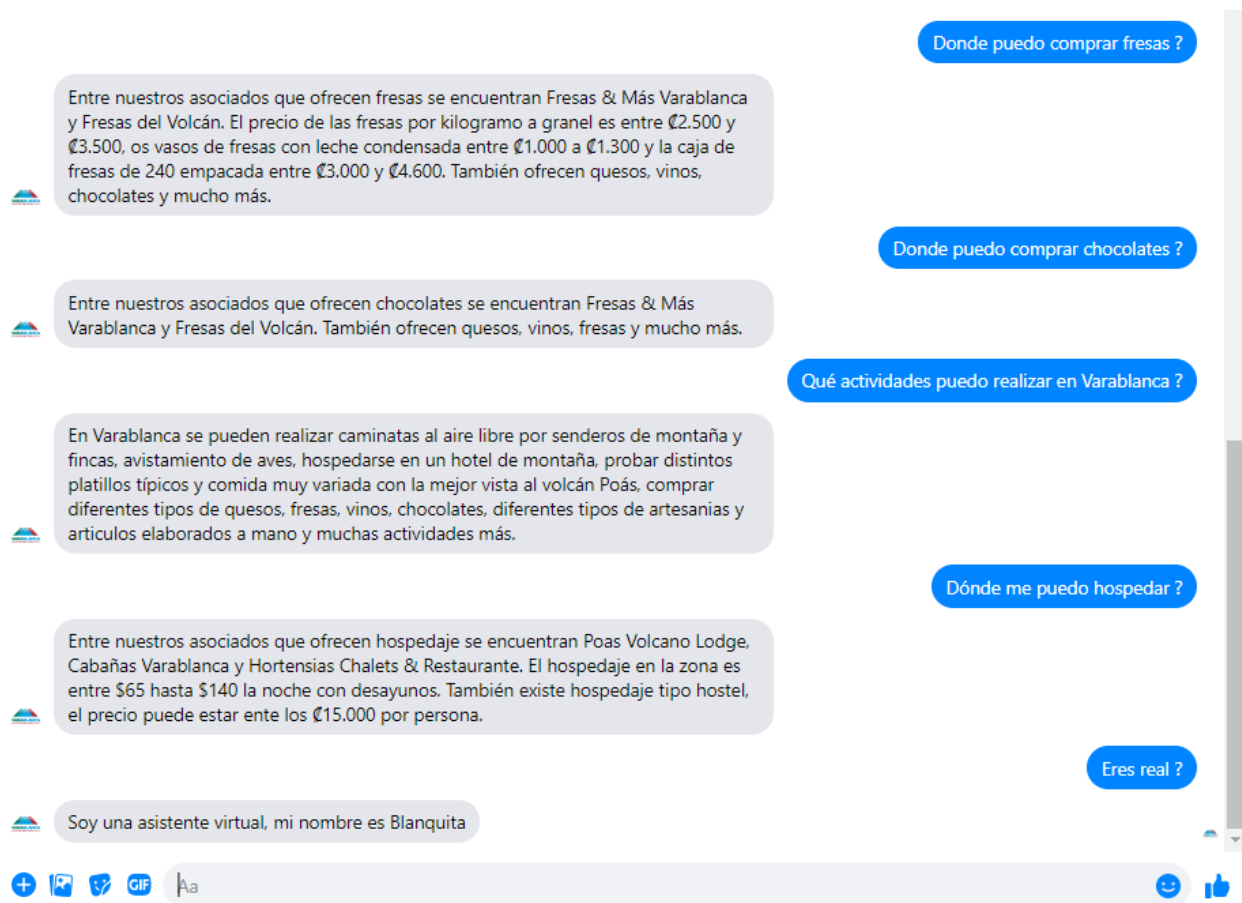 Donde puedo comprar fresas ?
Entre nuestros asociados que ofrecen fresas se encuentran Fresas & Más Varablanca
y Fresas del Volcán. El precio de las fresas por kilogramo a granel es entre ₡2.500 y
₡3.500, os vasos de fresas con leche condensada entre ₡1.000 a ₡1.300 y la caja de
fresas de 240 empacada entre ₡3.000 y ₡4.600. También ofrecen quesos, vinos,
chocolates y mucho más.
Donde puedo comprar chocolates ?
Entre nuestros asociados que ofrecen chocolates se encuentran Fresas & Más
Varablanca y Fresas del Volcán. También ofrecen quesos, vinos, fresas y mucho más.
Qué actividades puedo realizar en Varablanca ?
En Varablanca se pueden realizar caminatas al aire libre por senderos de montaña y
fincas, avistamiento de aves, hospedarse en un hotel de montaña, probar distintos
platillos típicos y comida muy variada con la mejor vista al volcán Poás, comprar
diferentes tipos de quesos, fresas, vinos, chocolates, diferentes tipos de artesanias y
articulos elaborados a mano y muchas actividades más.
Dónde me puedo hospedar ?
Entre nuestros asociados que ofrecen hospedaje se encuentran Poas Volcano Lodge,
Cabañas Varablanca y Hortensias Chalets & Restaurante. El hospedaje en la zona es
entre $65 hasta $140 la noche con desayunos. También existe hospedaje tipo hostel,
el precio puede estar ente los ₡15.000 por persona.
Eres real ?
Soy una asistente virtual, mi nombre es Blanquita
GIF
Aa